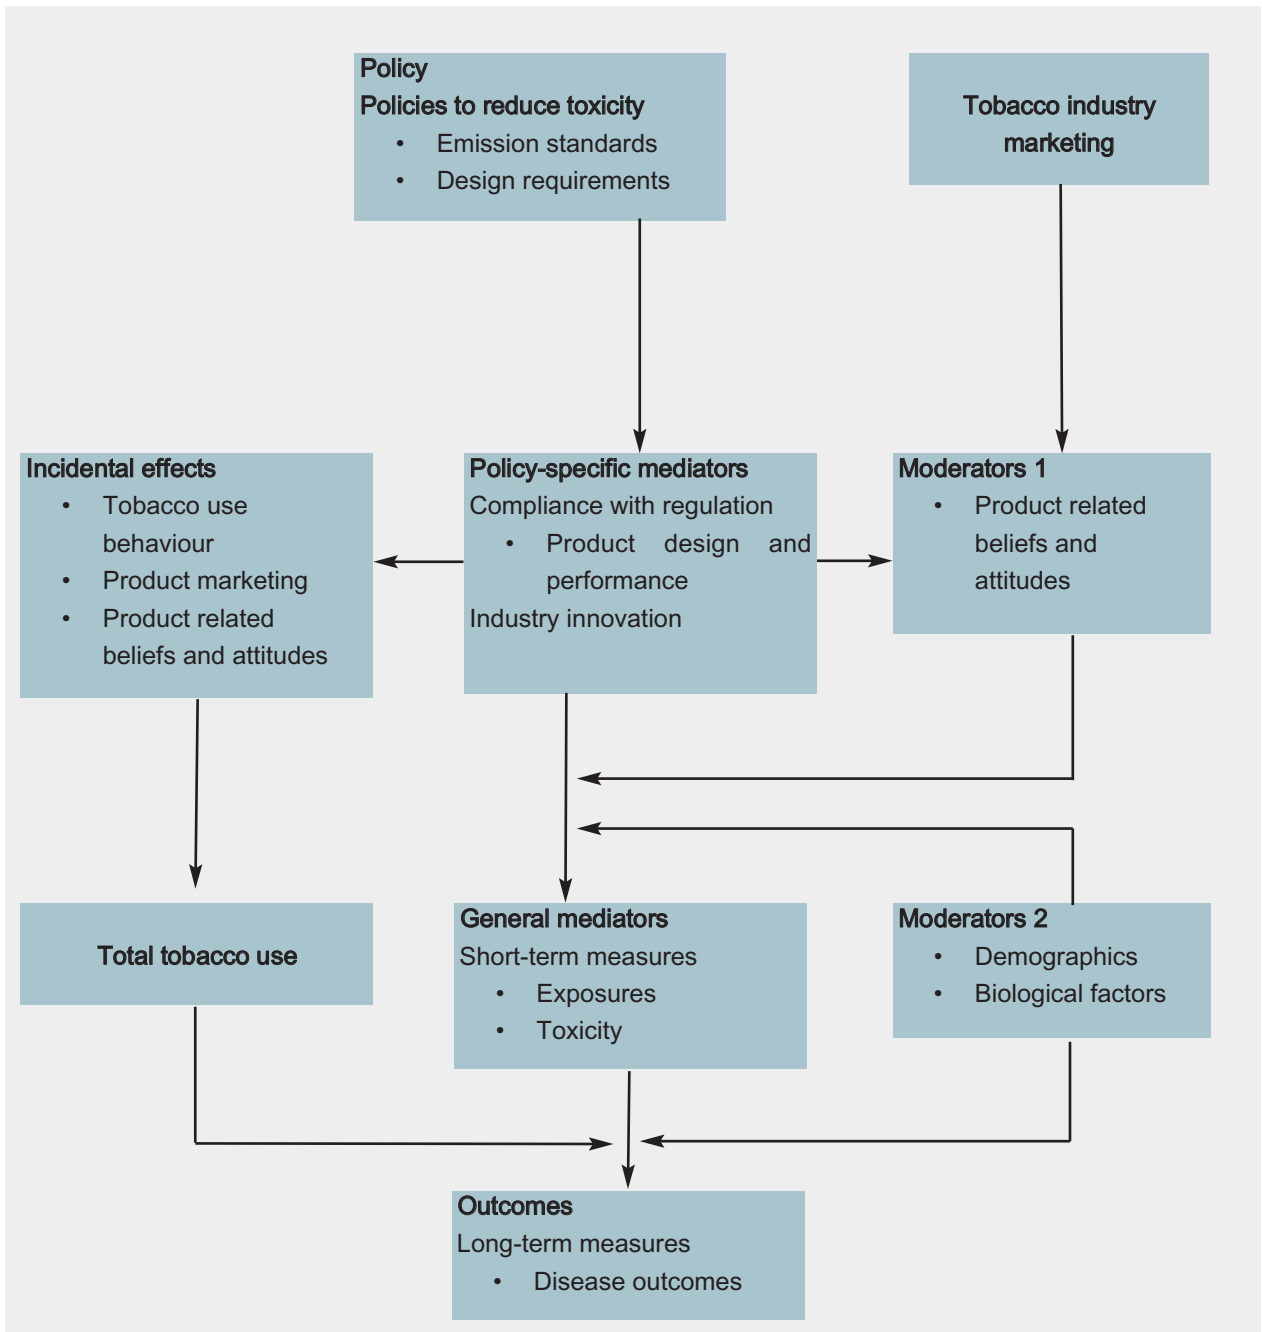 Policy
Policies to reduce toxicity
• Emission standards
• Design requirements
Tobacco industry
marketing
Incidental effects
• Tobacco use
behaviour
• Product marketing
• Product related
beliefs and attitudes
Policy-specific mediators
Compliance with regulation
• Product design and
performance
Industry innovation
Moderators 1
• Product related
beliefs and
attitudes
Total tobacco use
General mediators
Short-term measures
• Exposures
• Toxicity
Moderators 2
• Demographics
• Biological factors
Outcomes
Long-term measures
• Disease outcomes